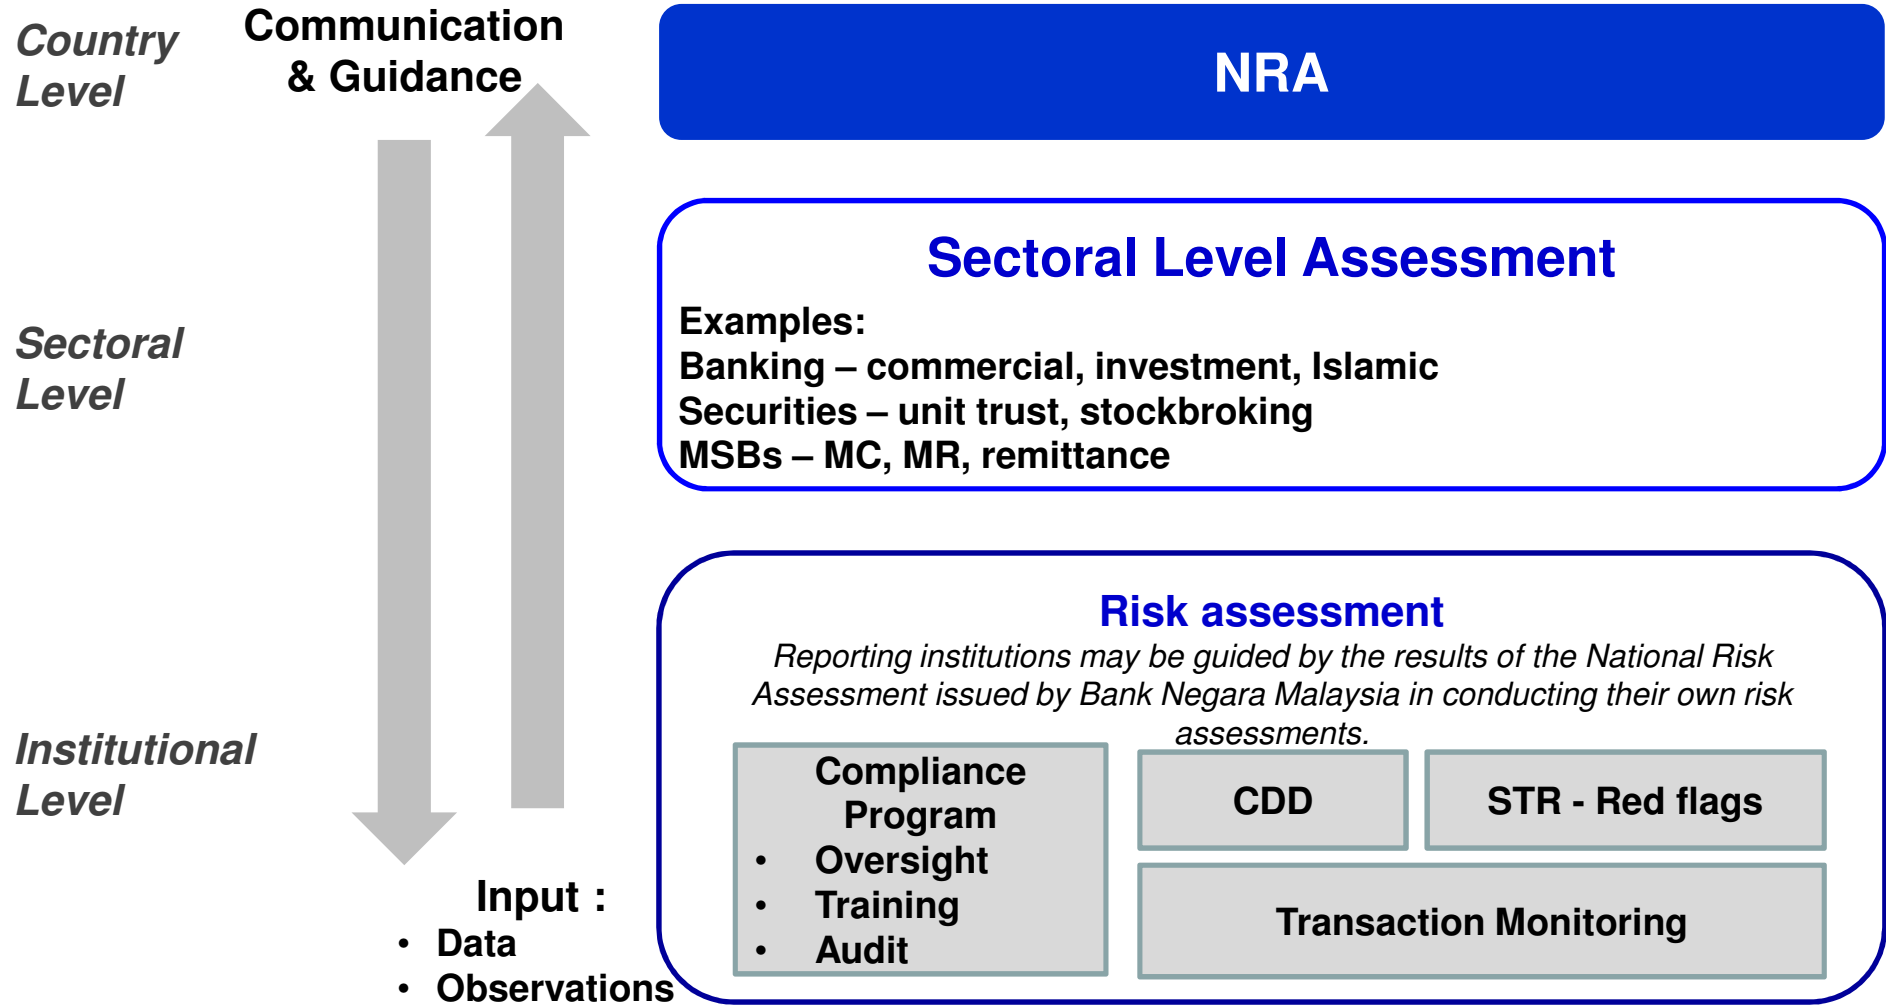 Country
Level
Communication
& Guidance
NRA
Sectoral
Level
Sectoral Level Assessment
Examples:
Banking – commercial, investment, Islamic
Securities – unit trust, stockbroking
MSBs – MC, MR, remittance
Institutional
Level
Risk assessment
Reporting institutions may be guided by the results of the National Risk
Assessment issued by Bank Negara Malaysia in conducting their own risk
assessments.
Compliance
Program
• Oversight
• Training
• Audit
CDD
STR - Red flags
Transaction Monitoring
Input :
• Data
• Observations